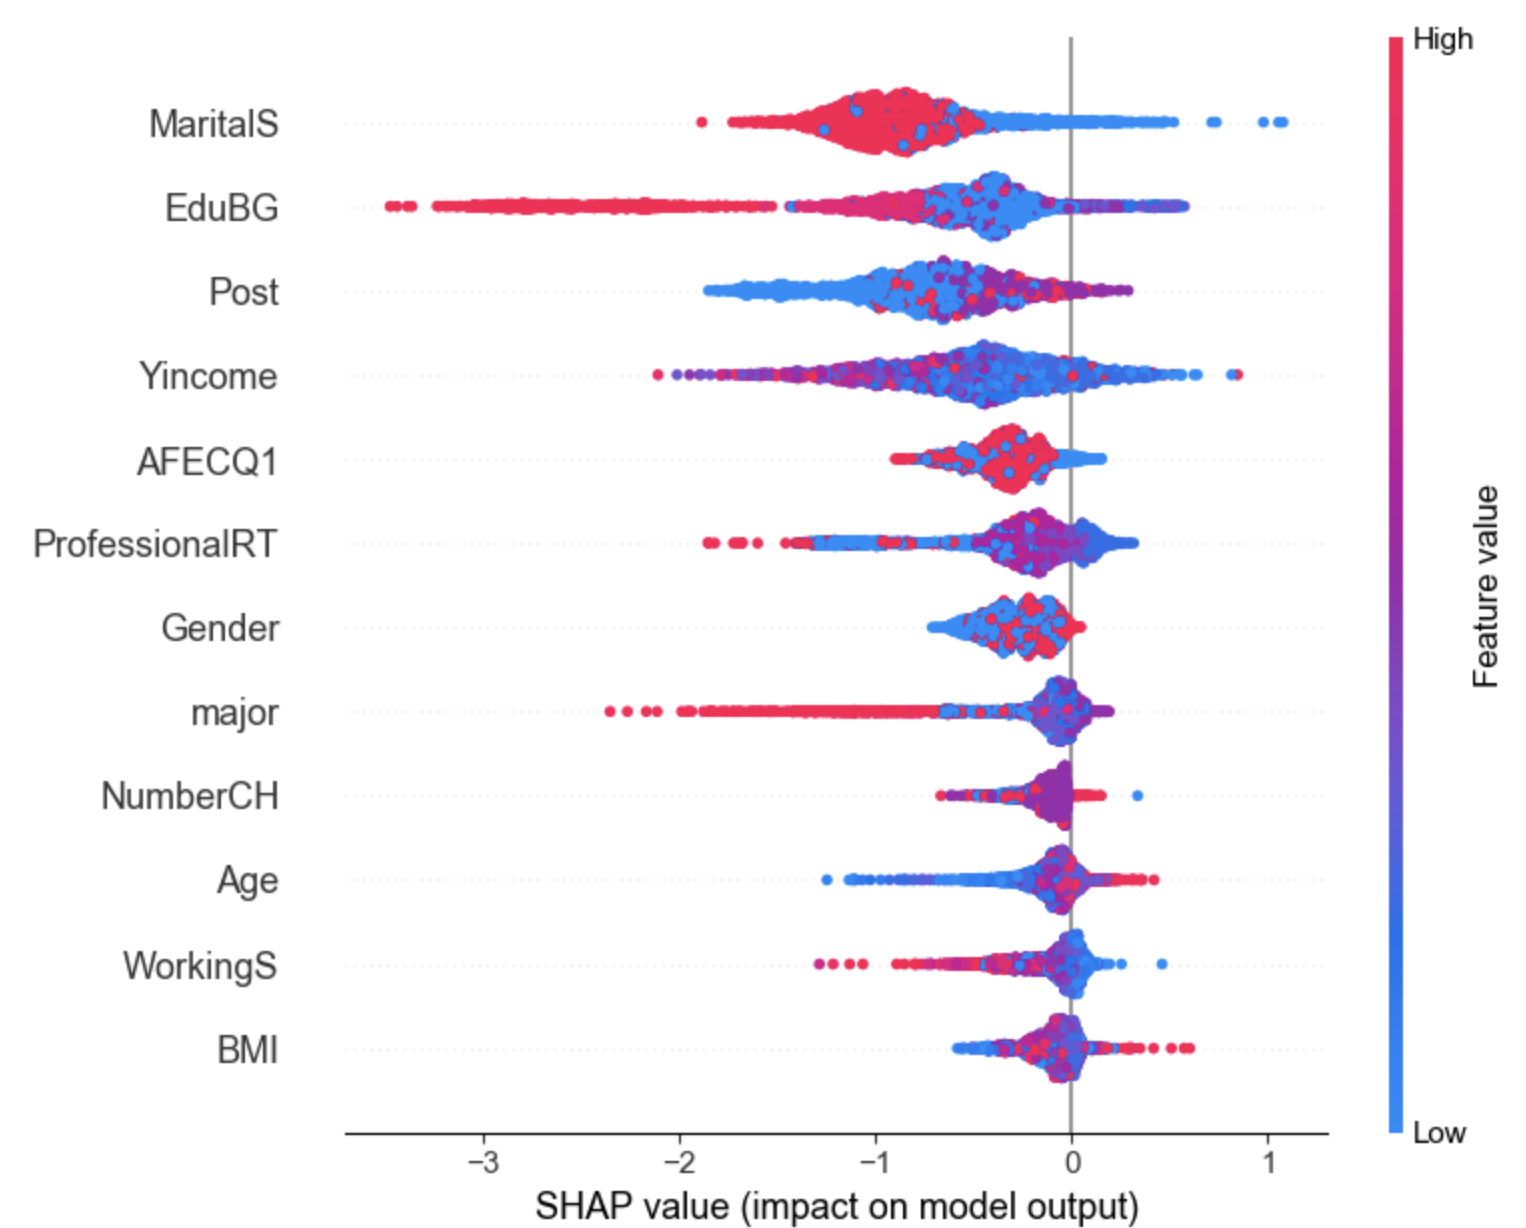 High
MaritalS
EduBG
Post
Yincome
AFECQ1
ProfessionalRT
Gender
major
NumberCH
Age
WorkingS
BMI
Feature value
Low
−3 −2 −1 0 1
SHAP value (impact on model output)